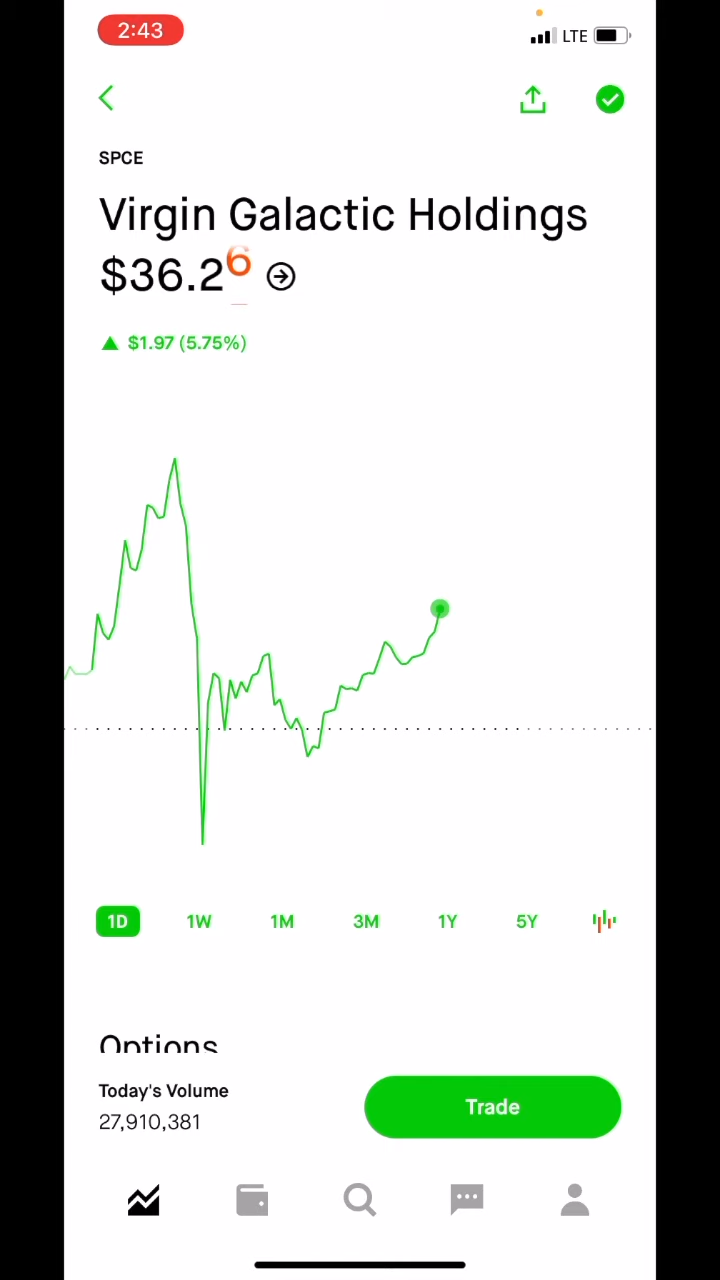 2:43
LTE
SPCE
Virgin Galactic Holdings
$36.26
$1.97 (5.75%)
1D 1W 1M 3M 1Y 5Y
Options
Today's Volume
27,910,381
Trade